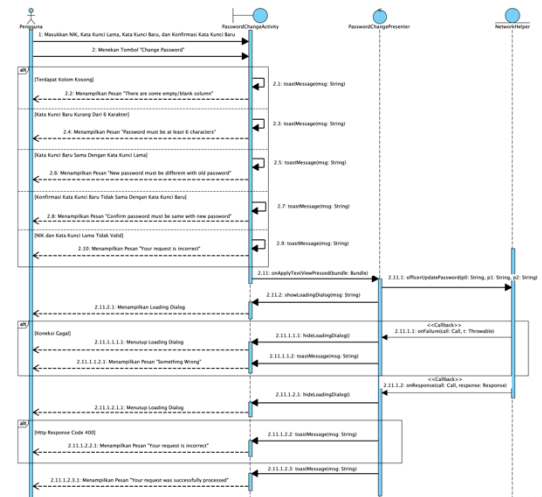 Pengguna
PasswordChangeActivity
PasswordChangePresenter
NetworkHelper
1: Masukkan NIK, Kata Kunci Lama, Kata Kunci Baru, dan Konfirmasi Kata Kunci Baru
2: Menekan Tombol "Change Password"
alt
[Terdapat Kolom Kosong]
2.1: toastMessage(msg: String)
2.2: Menampilkan Pesan "There are some empty/blank column"
[Kata Kunci Baru Kurang Dari 6 Karakter]
2.3: toastMessage(msg: String)
2.4: Menampilkan Pesan "Password must be at least 6 characters"
[Kata Kunci Baru Sama Dengan Kata Kunci Lama]
2.5: toastMessage(msg: String)
2.6: Menampilkan Pesan "New password must be different with old password"
[Konfirmasi Kata Kunci Baru Tidak Sama Dengan Kata Kunci Baru]
2.7: toastMessage(msg: String)
2.8: Menampilkan Pesan "Confirm password must be same with new password"
[NIK dan Kata Kunci Lama Tidak Valid]
2.9: toastMessage(msg: String)
2.10: Menampilkan Pesan "Your request is incorrect"
2.11: onApplyTextViewPressed(bundle: Bundle)
2.11.1: officerUpdatePassword(p0: String, p1: String, p2: String)
2.11.2: showLoadingDialog(msg: String)
2.11.2.1: Menampilkan Loading Dialog
alt
[Koneksi Gagal]
<<Callback>>
2.11.1.1: onFailure(call: Call, t: Throwable)
2.11.1.1.1: hideLoadingDialog()
2.11.1.1.1.1: Menutup Loading Dialog
2.11.1.1.2: toastMessage(msg: String)
2.11.1.1.2.1: Menampilkan Pesan "Something Wrong"
<<Callback>>
2.11.1.2: onResponse(call: Call, response: Response)
2.11.1.2.1: hideLoadingDialog()
2.11.1.2.1.1: Menutup Loading Dialog
alt
[Http Response Code 400]
2.11.1.2.2: toastMessage(msg: String)
2.11.1.2.2.1: Menampilkan Pesan "Your request is incorrect"
2.11.1.2.3: toastMessage(msg: String)
2.11.1.2.3.1: Menampilkan Pesan "Your request was successfully processed"